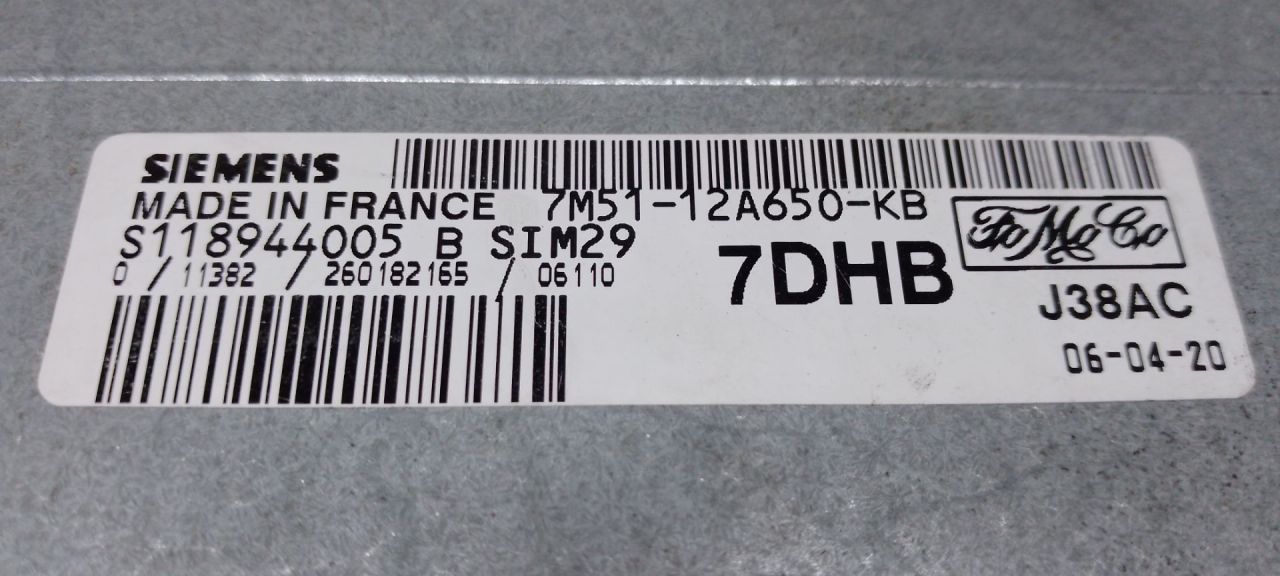 SIEMENS
MADE IN FRANCE 7M51-12A650-KB
S118944005 B SIM29
0 / 11382 / 260182165 / 06110
7DHB
FoMoCo
J38AC
06-04-20